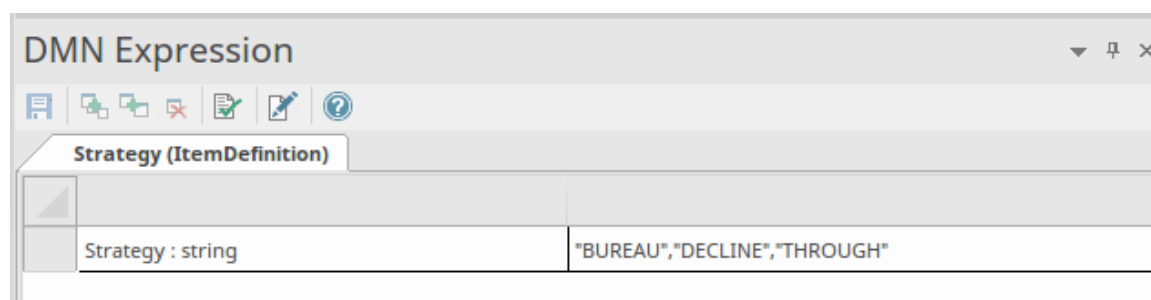 DMN Expression
Strategy (ItemDefinition)
Strategy : string
"BUREAU","DECLINE","THROUGH"